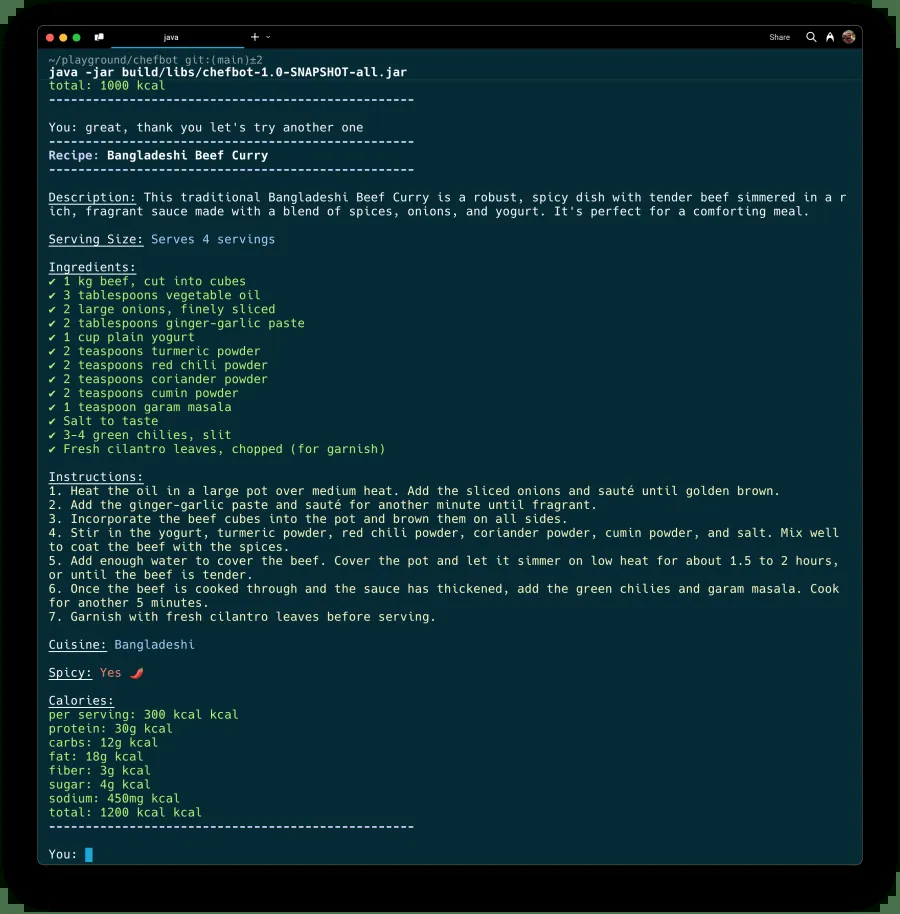 java
Share
~/playground/chefbot git:(main)±2
java -jar build/libs/chefbot-1.0-SNAPSHOT-all.jar
total: 1000 kcal
--------------------------------------------------
You: great, thank you let's try another one
--------------------------------------------------
Recipe: Bangladeshi Beef Curry
--------------------------------------------------
Description: This traditional Bangladeshi Beef Curry is a robust, spicy dish with tender beef simmered in a r
ich, fragrant sauce made with a blend of spices, onions, and yogurt. It's perfect for a comforting meal.
Serving Size: Serves 4 servings
Ingredients:
✔ 1 kg beef, cut into cubes
✔ 3 tablespoons vegetable oil
✔ 2 large onions, finely sliced
✔ 2 tablespoons ginger-garlic paste
✔ 1 cup plain yogurt
✔ 2 teaspoons turmeric powder
✔ 2 teaspoons red chili powder
✔ 2 teaspoons coriander powder
✔ 2 teaspoons cumin powder
✔ 1 teaspoon garam masala
✔ Salt to taste
✔ 3-4 green chilies, slit
✔ Fresh cilantro leaves, chopped (for garnish)
Instructions:
1. Heat the oil in a large pot over medium heat. Add the sliced onions and sauté until golden brown.
2. Add the ginger-garlic paste and sauté for another minute until fragrant.
3. Incorporate the beef cubes into the pot and brown them on all sides.
4. Stir in the yogurt, turmeric powder, red chili powder, coriander powder, cumin powder, and salt. Mix well
to coat the beef with the spices.
5. Add enough water to cover the beef. Cover the pot and let it simmer on low heat for about 1.5 to 2 hours,
or until the beef is tender.
6. Once the beef is cooked through and the sauce has thickened, add the green chilies and garam masala. Cook
for another 5 minutes.
7. Garnish with fresh cilantro leaves before serving.
Cuisine: Bangladeshi
Spicy: Yes 🌶️
Calories:
per serving: 300 kcal kcal
protein: 30g kcal
carbs: 12g kcal
fat: 18g kcal
fiber: 3g kcal
sugar: 4g kcal
sodium: 450mg kcal
total: 1200 kcal kcal
--------------------------------------------------
You: